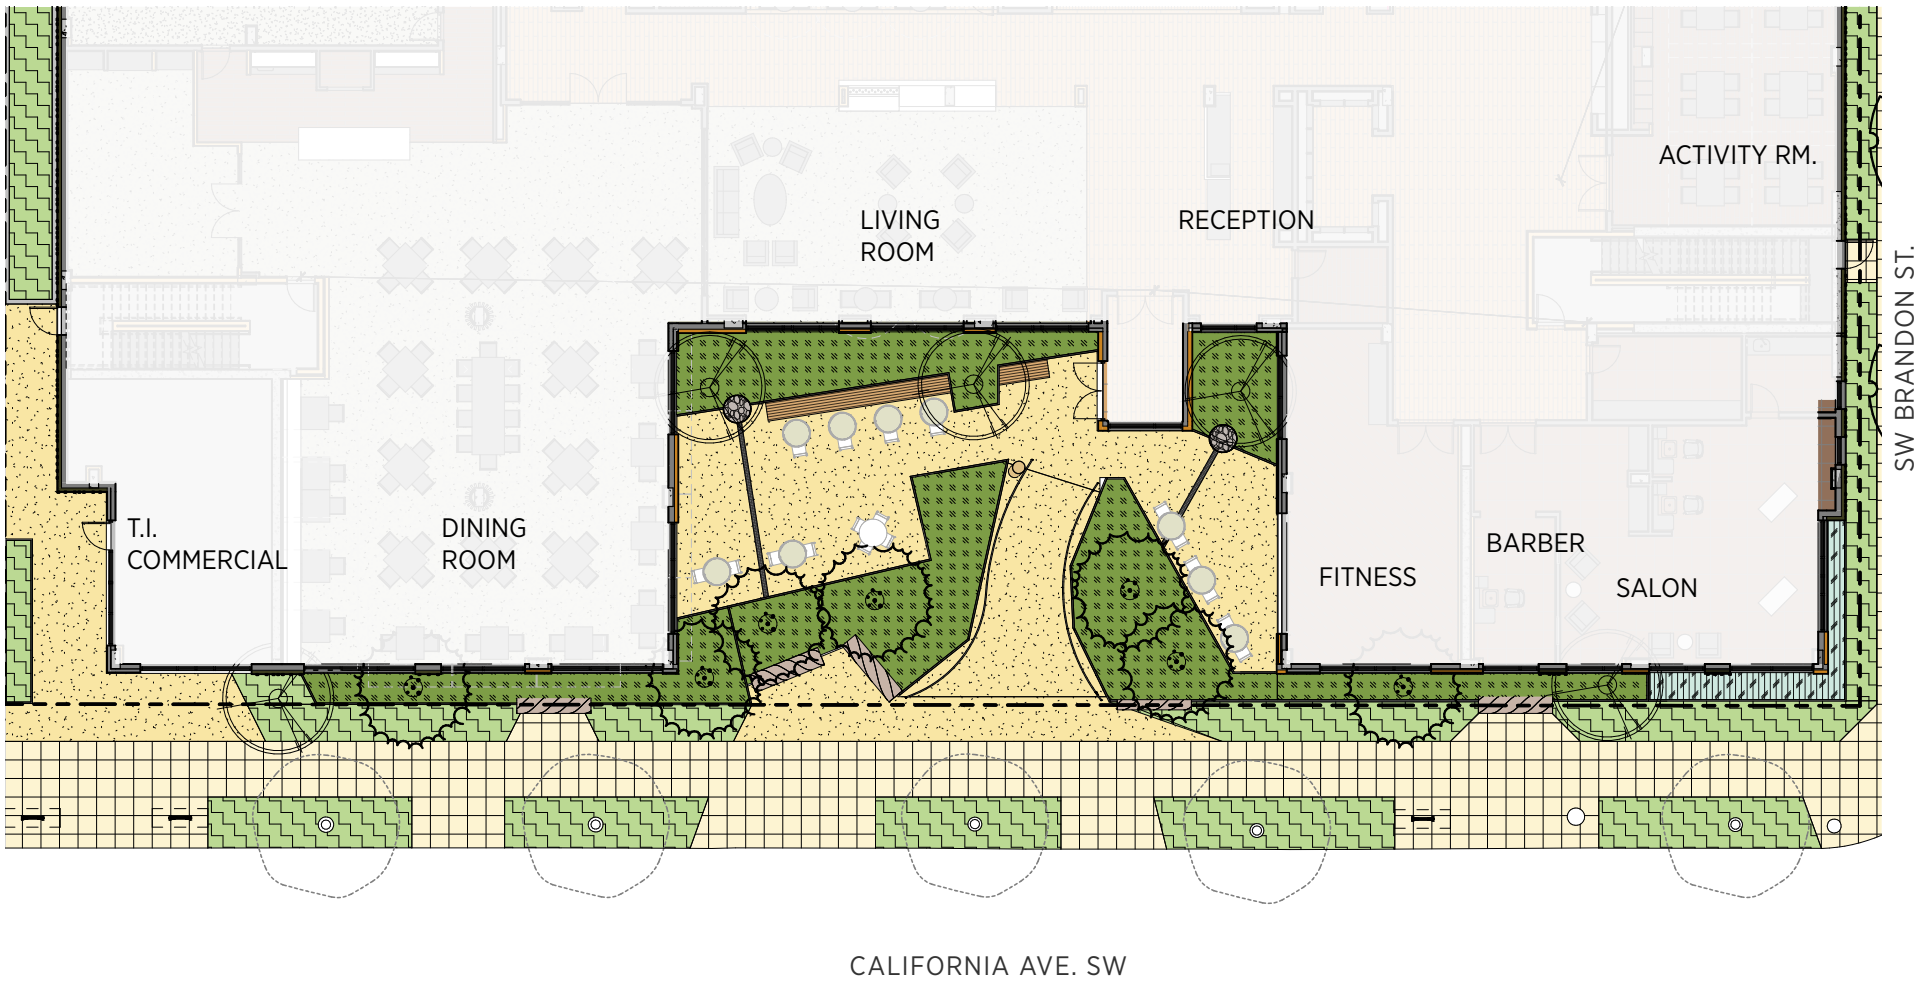 ACTIVITY RM.
LIVING
ROOM
RECEPTION
SW BRANDON ST.
T.I.
COMMERCIAL
DINING
ROOM
BARBER
FITNESS
SALON
CALIFORNIA AVE. SW